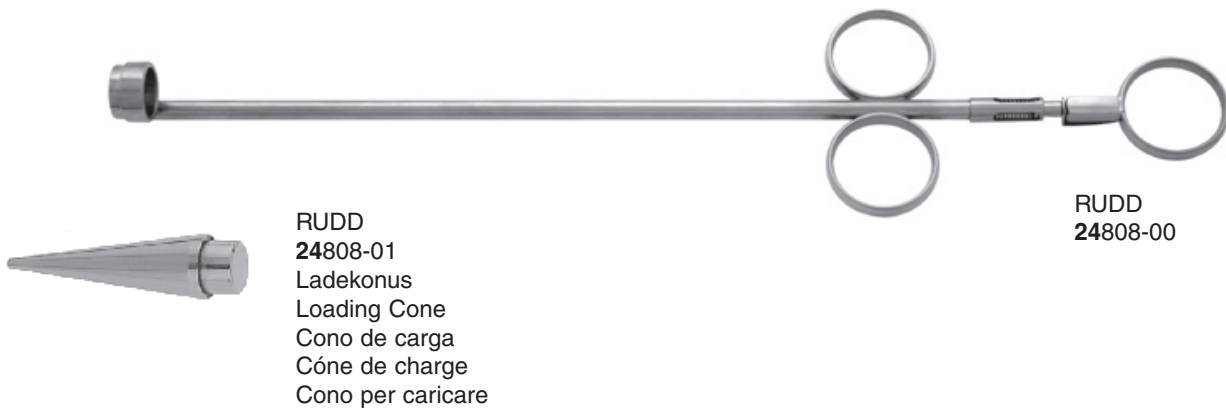 RUDD
24808-00
RUDD
24808-01
Ladekonus
Loading Cone
Cono de carga
Cóne de charge
Cono per caricare